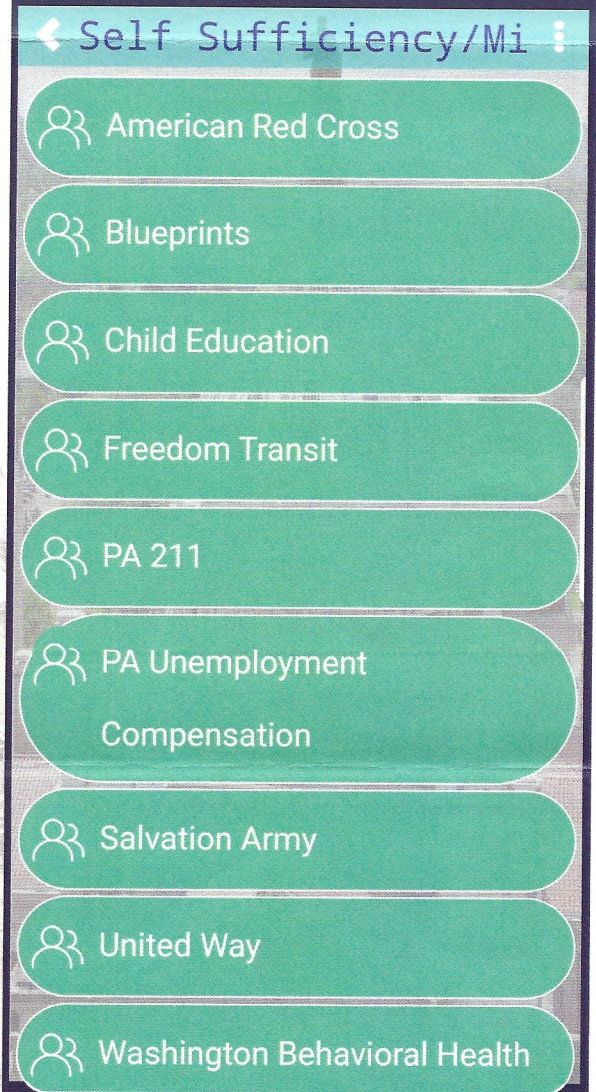 Self Sufficiency/Mi
American Red Cross
Blueprints
Child Education
Freedom Transit
PA 211
PA Unemployment
Compensation
Salvation Army
United Way
Washington Behavioral Health